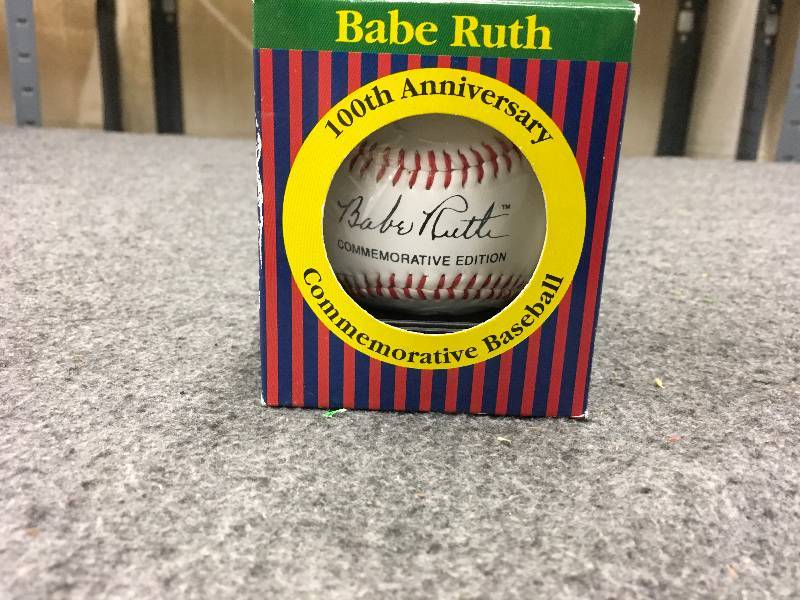 Babe Ruth
100th Anniversary
Babe Ruth™
COMMEMORATIVE EDITION
Commemorative Baseball